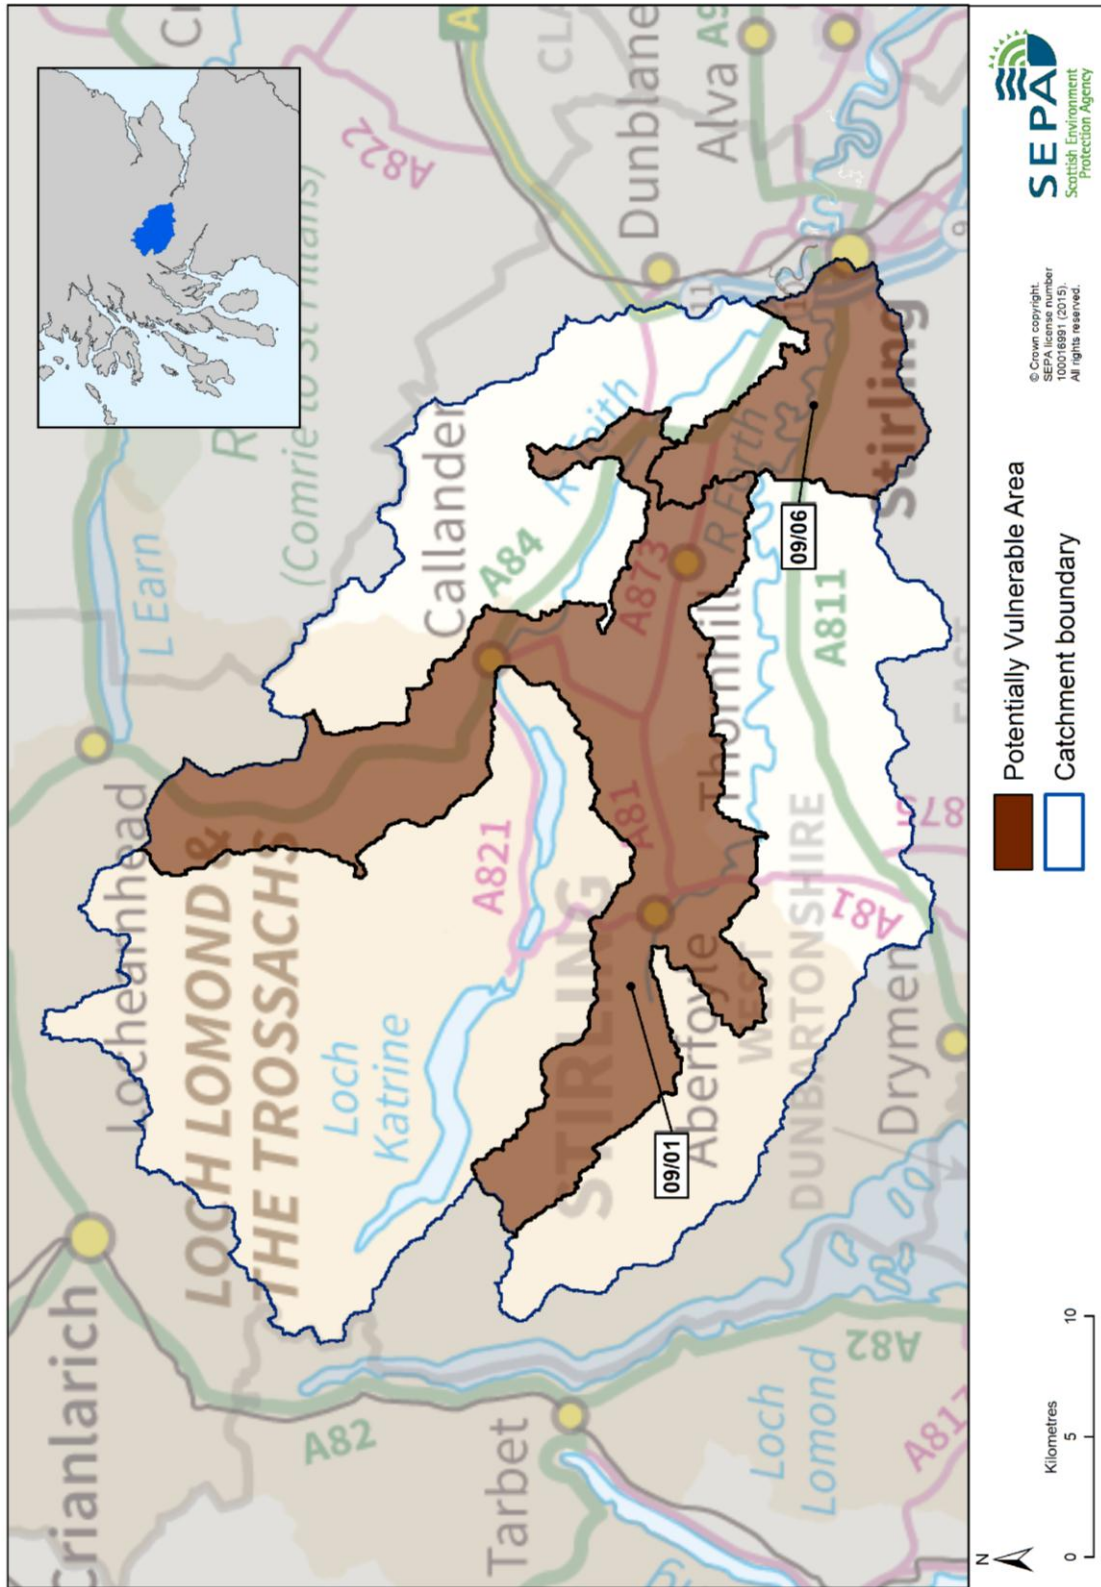 Crianlarich
Lochearnhead
L Earn
(Comrie to St Fillans)
A822
LOCH LOMOND &
THE TROSSACHS
Callander
Dunblane
Loch
Katrine
A821
A84
R Teith
Alva
A9
A82
Tarbet
STIRLING
A81
A873
R Forth
09/01
Aberfoyle
Thornhill
09/06
Stirling
WEST
DUNBARTONSHIRE
A811
A81
Drymen
Loch
Lomond
A82
A817
EAST
N
Kilometres
0 5 10
Potentially Vulnerable Area
Catchment boundary
© Crown copyright.
SEPA license number
100016991 (2015).
All rights reserved.
SEPA
Scottish Environment
Protection Agency